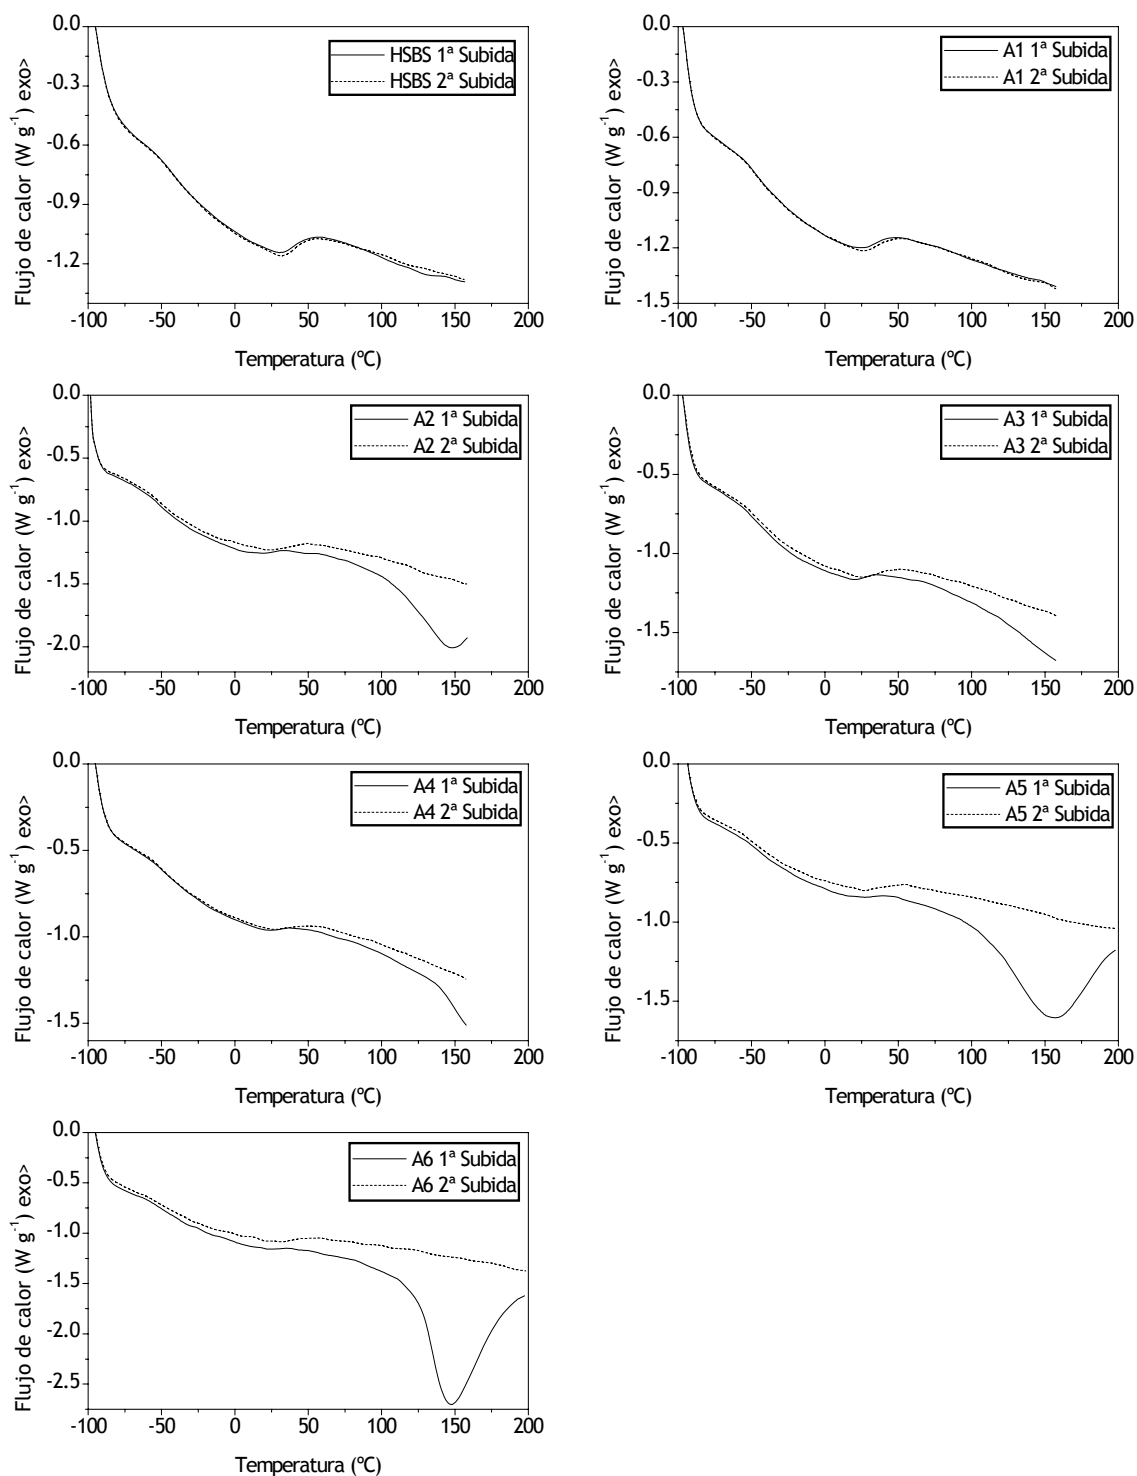 0.0
-0.3
-0.6
-0.9
-1.2
-100 -50 0 50 100 150 200
Flujo de calor (W g⁻¹) exo>
Temperatura (ºC)
HSBS 1ª Subida
HSBS 2ª Subida
0.0
-0.3
-0.6
-0.9
-1.2
-1.5
-100 -50 0 50 100 150 200
Flujo de calor (W g⁻¹) exo>
Temperatura (ºC)
A1 1ª Subida
A1 2ª Subida
0.0
-0.5
-1.0
-1.5
-2.0
-100 -50 0 50 100 150 200
Flujo de calor (W g⁻¹) exo>
Temperatura (ºC)
A2 1ª Subida
A2 2ª Subida
0.0
-0.5
-1.0
-1.5
-100 -50 0 50 100 150 200
Flujo de calor (W g⁻¹) exo>
Temperatura (ºC)
A3 1ª Subida
A3 2ª Subida
0.0
-0.5
-1.0
-1.5
-100 -50 0 50 100 150 200
Flujo de calor (W g⁻¹) exo>
Temperatura (ºC)
A4 1ª Subida
A4 2ª Subida
0.0
-0.5
-1.0
-1.5
-100 -50 0 50 100 150 200
Flujo de calor (W g⁻¹) exo>
Temperatura (ºC)
A5 1ª Subida
A5 2ª Subida
0.0
-0.5
-1.0
-1.5
-2.0
-2.5
-100 -50 0 50 100 150 200
Flujo de calor (W g⁻¹) exo>
Temperatura (ºC)
A6 1ª Subida
A6 2ª Subida